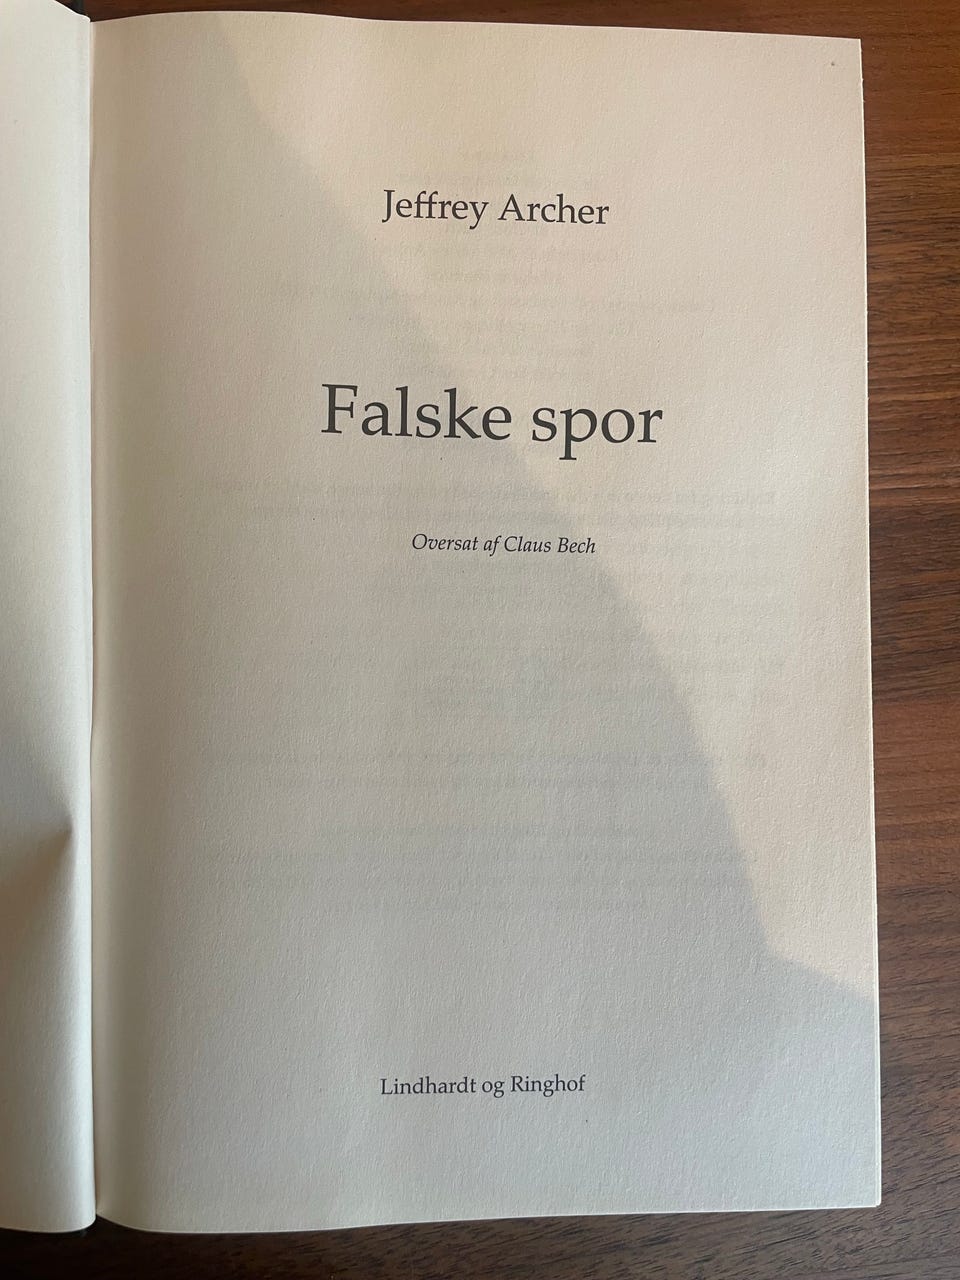 Jeffrey Archer
Falske spor
Oversat af Claus Bech
Lindhardt og Ringhof